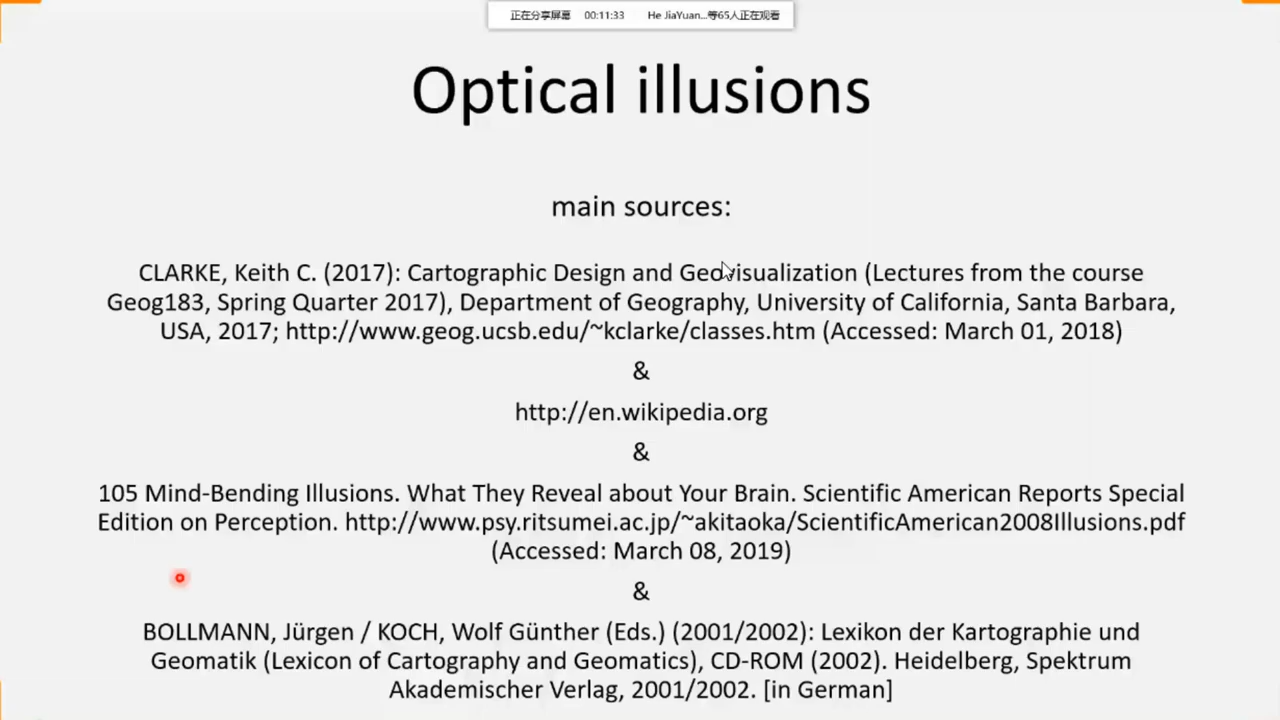 正在分享屏幕 00:11:33 He JiaYuan...等65人正在观看
Optical illusions
main sources:
CLARKE, Keith C. (2017): Cartographic Design and Geovisualization (Lectures from the course
Geog183, Spring Quarter 2017), Department of Geography, University of California, Santa Barbara,
USA, 2017; http://www.geog.ucsb.edu/~kclarke/classes.htm (Accessed: March 01, 2018)
&
http://en.wikipedia.org
&
105 Mind-Bending Illusions. What They Reveal about Your Brain. Scientific American Reports Special
Edition on Perception. http://www.psy.ritsumei.ac.jp/~akitaoka/ScientificAmerican2008Illusions.pdf
(Accessed: March 08, 2019)
&
BOLLMANN, Jürgen / KOCH, Wolf Günther (Eds.) (2001/2002): Lexikon der Kartographie und
Geomatik (Lexicon of Cartography and Geomatics), CD-ROM (2002). Heidelberg, Spektrum
Akademischer Verlag, 2001/2002. [in German]